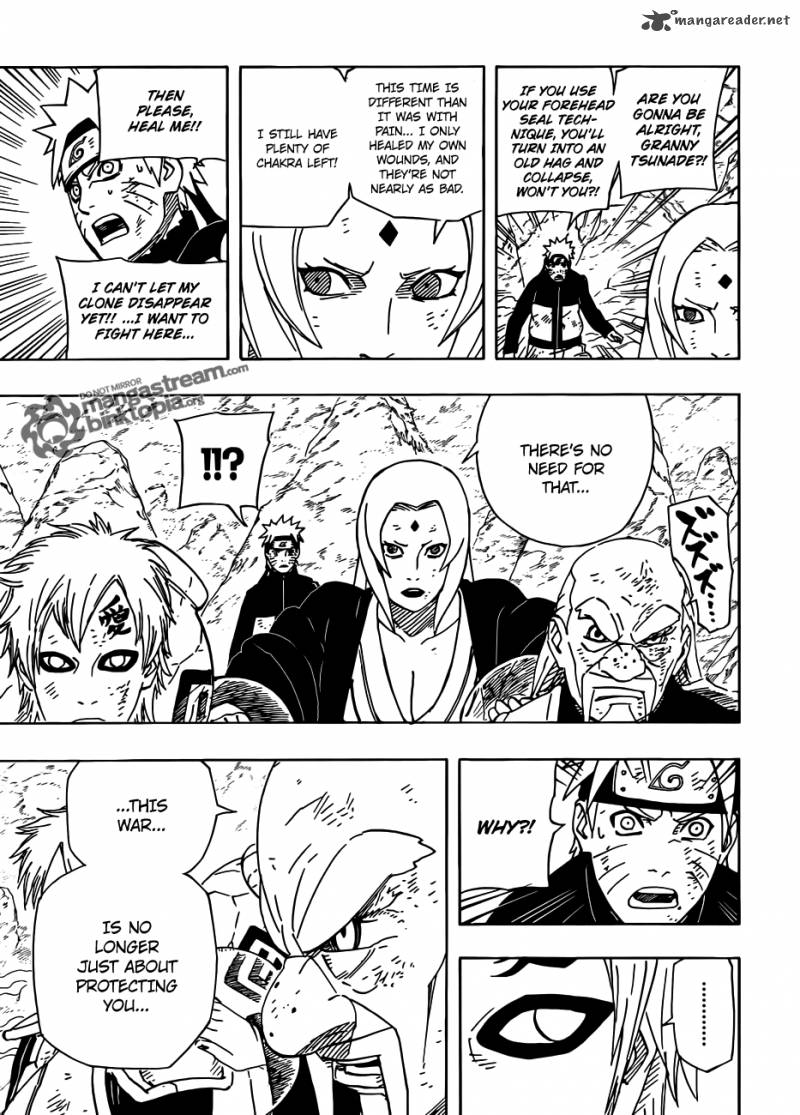 mangareader.net
ARE YOU
GONNA BE
ALRIGHT,
GRANNY
TSUNADE?!
IF YOU USE
YOUR FOREHEAD
SEAL TECH-
NIQUE, YOU'LL
TURN INTO AN
OLD HAG AND
COLLAPSE,
WON'T YOU?!
THIS TIME IS
DIFFERENT THAN
IT WAS WITH
PAIN... I ONLY
HEALED MY OWN
WOUNDS, AND
THEY'RE NOT
NEARLY AS BAD.
I STILL HAVE
PLENTY OF
CHAKRA LEFT!
THEN
PLEASE,
HEAL ME!!
I CAN'T LET MY
CLONE DISAPPEAR
YET!! ...I WANT TO
FIGHT HERE...
DO NOT MIRROR
mangastream.com
binktopia.org
ズズズ……
THERE'S NO
NEED FOR
THAT...
!!?
愛
WHY?!
.........
...THIS
WAR...
IS NO
LONGER
JUST ABOUT
PROTECTING
YOU...